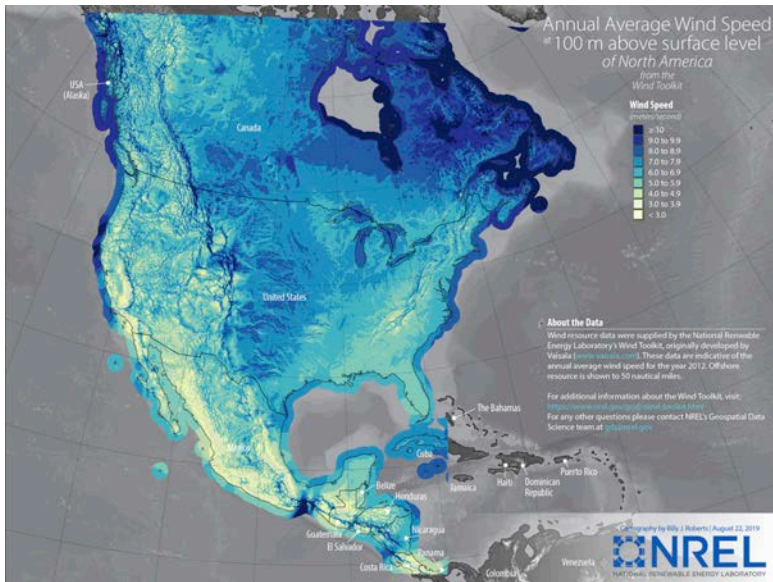 Annual Average Wind Speed
at 100 m above surface level
of North America
from the
Wind Toolkit
Wind Speed
(meters/second)
≥ 10
9.0 to 9.9
8.0 to 8.9
7.0 to 7.9
6.0 to 6.9
5.0 to 5.9
4.0 to 4.9
3.0 to 3.9
< 3.0
USA
(Alaska)
Canada
United States
About the Data
Wind resource data were supplied by the National Renewable
Energy Laboratory's Wind Toolkit, originally developed by
Vaisala (www.vaisala.com). These data are indicative of the
annual average wind speed for the year 2012. Offshore
resource is shown to 50 nautical miles.
For additional information about the Wind Toolkit, visit;
For any other questions please contact NREL's Geospatial Data
Science team at
The Bahamas
Mexico
Cuba
Belize
Jamaica
Haiti
Dominican
Republic
Puerto Rico
Honduras
Guatemala
El Salvador
Nicaragua
Costa Rica
Panama
Colombia
Venezuela
Cartography by Billy J. Roberts | August 22, 2019
NREL
NATIONAL RENEWABLE ENERGY LABORATORY